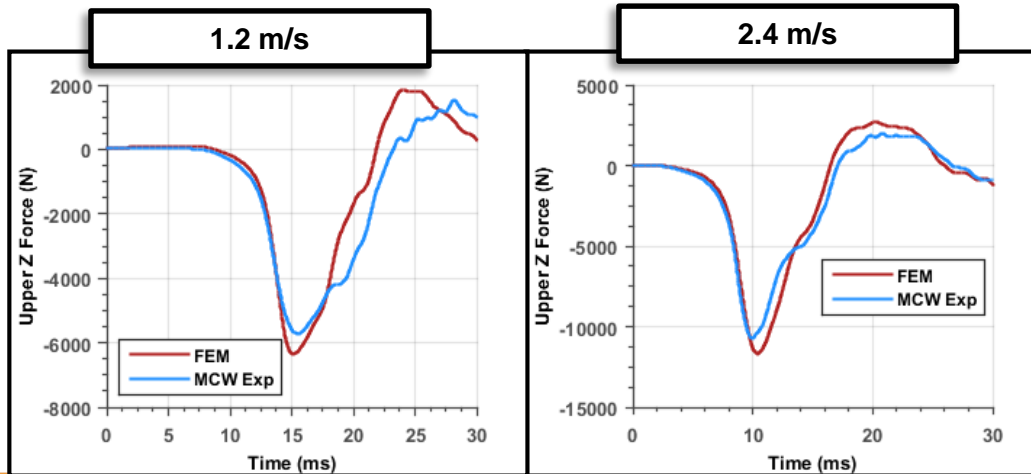 1.2 m/s
2.4 m/s
Upper Z Force (N)
2000
0
-2000
-4000
-6000
-8000
FEM
MCW Exp
0 5 10 15 20 25 30
Time (ms)
Upper Z Force (N)
5000
0
-5000
-10000
-15000
FEM
MCW Exp
0 10 20 30
Time (ms)